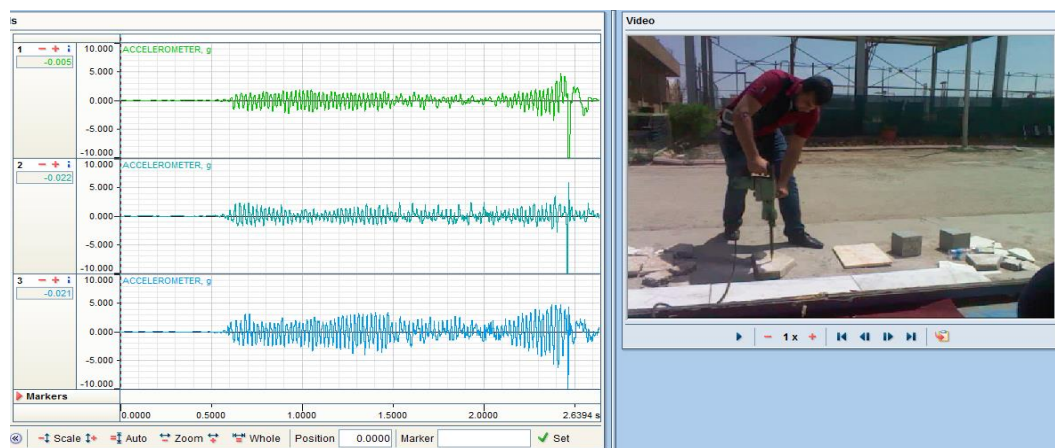 is
Video
1 − + i
-0.005
10.000
ACCELEROMETER, g
5.000
0.000
-5.000
-10.000
2 − + i
-0.022
10.000
ACCELEROMETER, g
5.000
0.000
-5.000
-10.000
3 − + i
-0.021
10.000
ACCELEROMETER, g
5.000
0.000
-5.000
-10.000
Markers
0.0000 0.5000 1.0000 1.5000 2.0000 2.6394 s
Scale Auto Zoom Whole Position 0.0000 Marker Set
− 1 x +